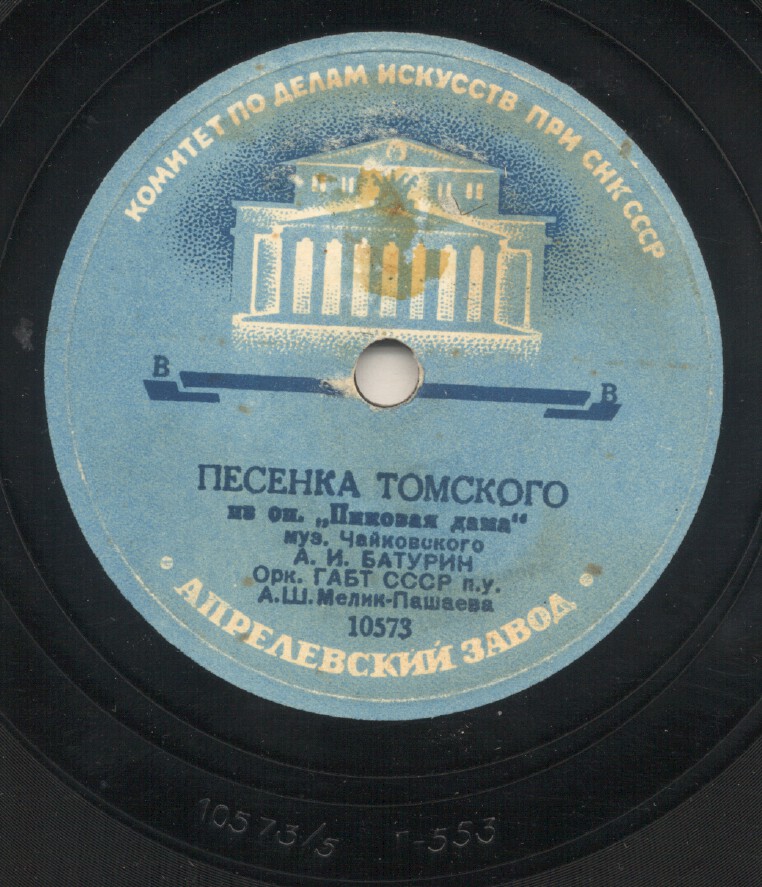 КОМИТЕТ ПО ДЕЛАМ ИСКУССТВ ПРИ СНК СССР
В В
ПЕСЕНКА ТОМСКОГО
из оп. „Пиковая дама“
муз. Чайковского
А. И. БАТУРИН
Орк. ГАБТ СССР п.у.
А.Ш. Мелик-Пашаева
10573
• АПРЕЛЕВСКИЙ ЗАВОД •
10573/5 г-553